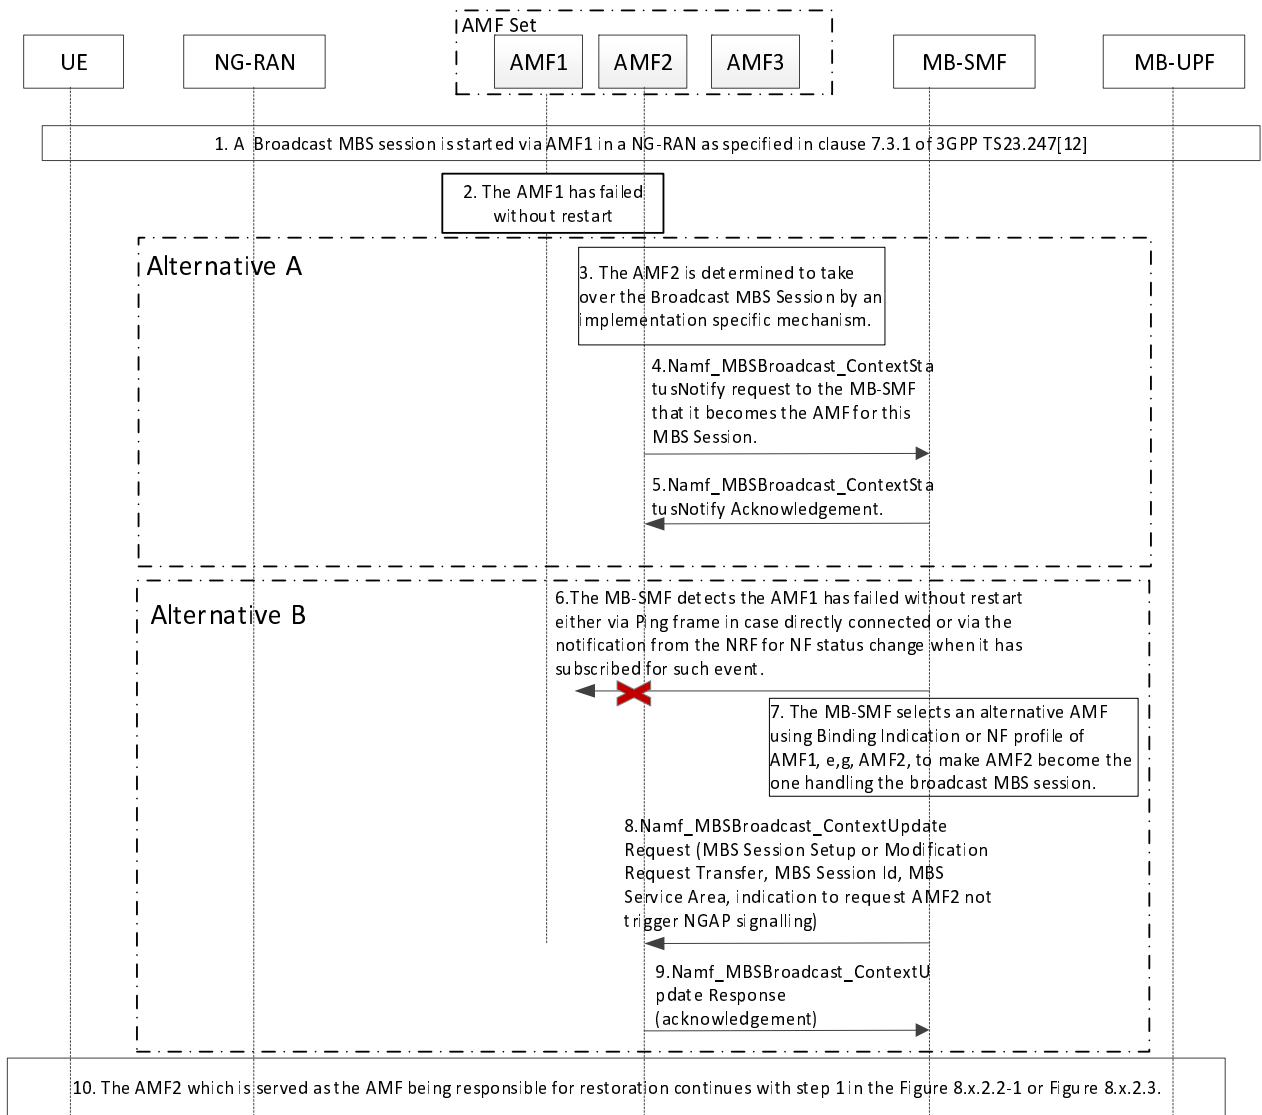 AMF Set
UE
NG-RAN
AMF1
AMF2
AMF3
MB-SMF
MB-UPF
1. A Broadcast MBS session is started via AMF1 in a NG-RAN as specified in clause 7.3.1 of 3GPP TS23.247[12]
2. The AMF1 has failed
without restart
Alternative A
3. The AMF2 is determined to take
over the Broadcast MBS Session by an
implementation specific mechanism.
4.Namf_MBSBroadcast_ContextSta
tusNotify request to the MB-SMF
that it becomes the AMF for this
MBS Session.
5.Namf_MBSBroadcast_ContextSta
tusNotify Acknowledgement.
Alternative B
6.The MB-SMF detects the AMF1 has failed without restart
either via Ping frame in case directly connected or via the
notification from the NRF for NF status change when it has
subscribed for such event.
7. The MB-SMF selects an alternative AMF
using Binding Indication or NF profile of
AMF1, e,g, AMF2, to make AMF2 become the
one handling the broadcast MBS session.
8.Namf_MBSBroadcast_ContextUpdate
Request (MBS Session Setup or Modification
Request Transfer, MBS Session Id, MBS
Service Area, indication to request AMF2 not
trigger NGAP signalling)
9.Namf_MBSBroadcast_ContextU
pdate Response
(acknowledgement)
10. The AMF2 which is served as the AMF being responsible for restoration continues with step 1 in the Figure 8.x.2.2-1 or Figure 8.x.2.3.